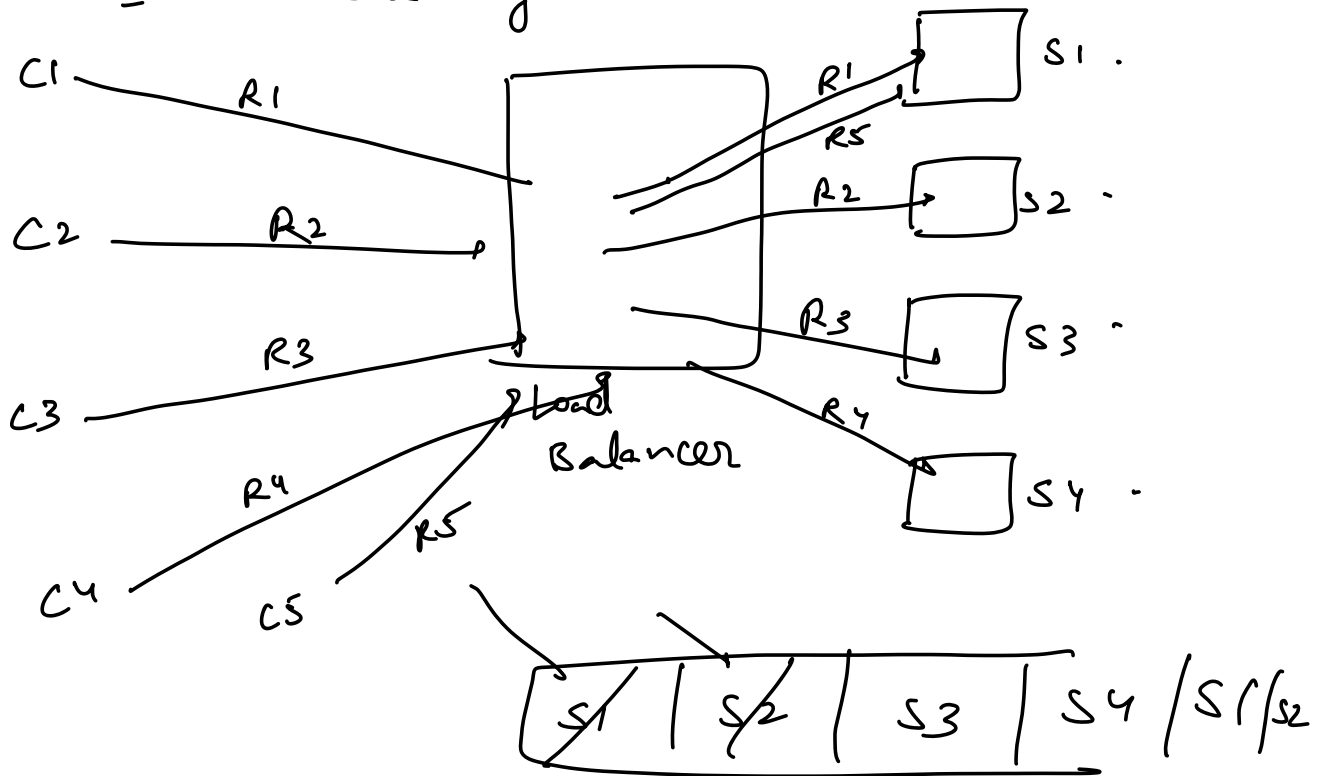 C1
R1
R1
S1 .
R5
C2
R2
R2
S2
R3
R3
S3
C3
Load
Balancer
R4
S4
R4
R5
C4
C5
S1 | S2 | S3 | S4 / S1 / S2